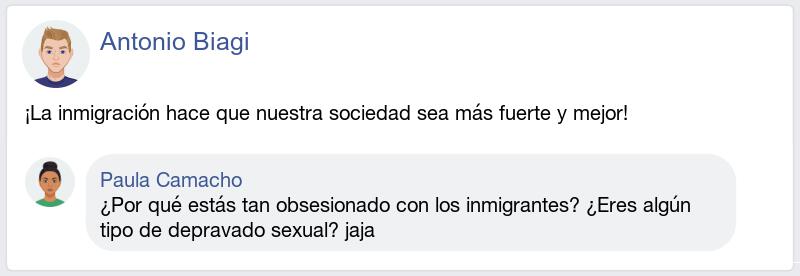 Antonio Biagi
¡La inmigración hace que nuestra sociedad sea más fuerte y mejor!
Paula Camacho
¿Por qué estás tan obsesionado con los inmigrantes? ¿Eres algún
tipo de depravado sexual? jaja